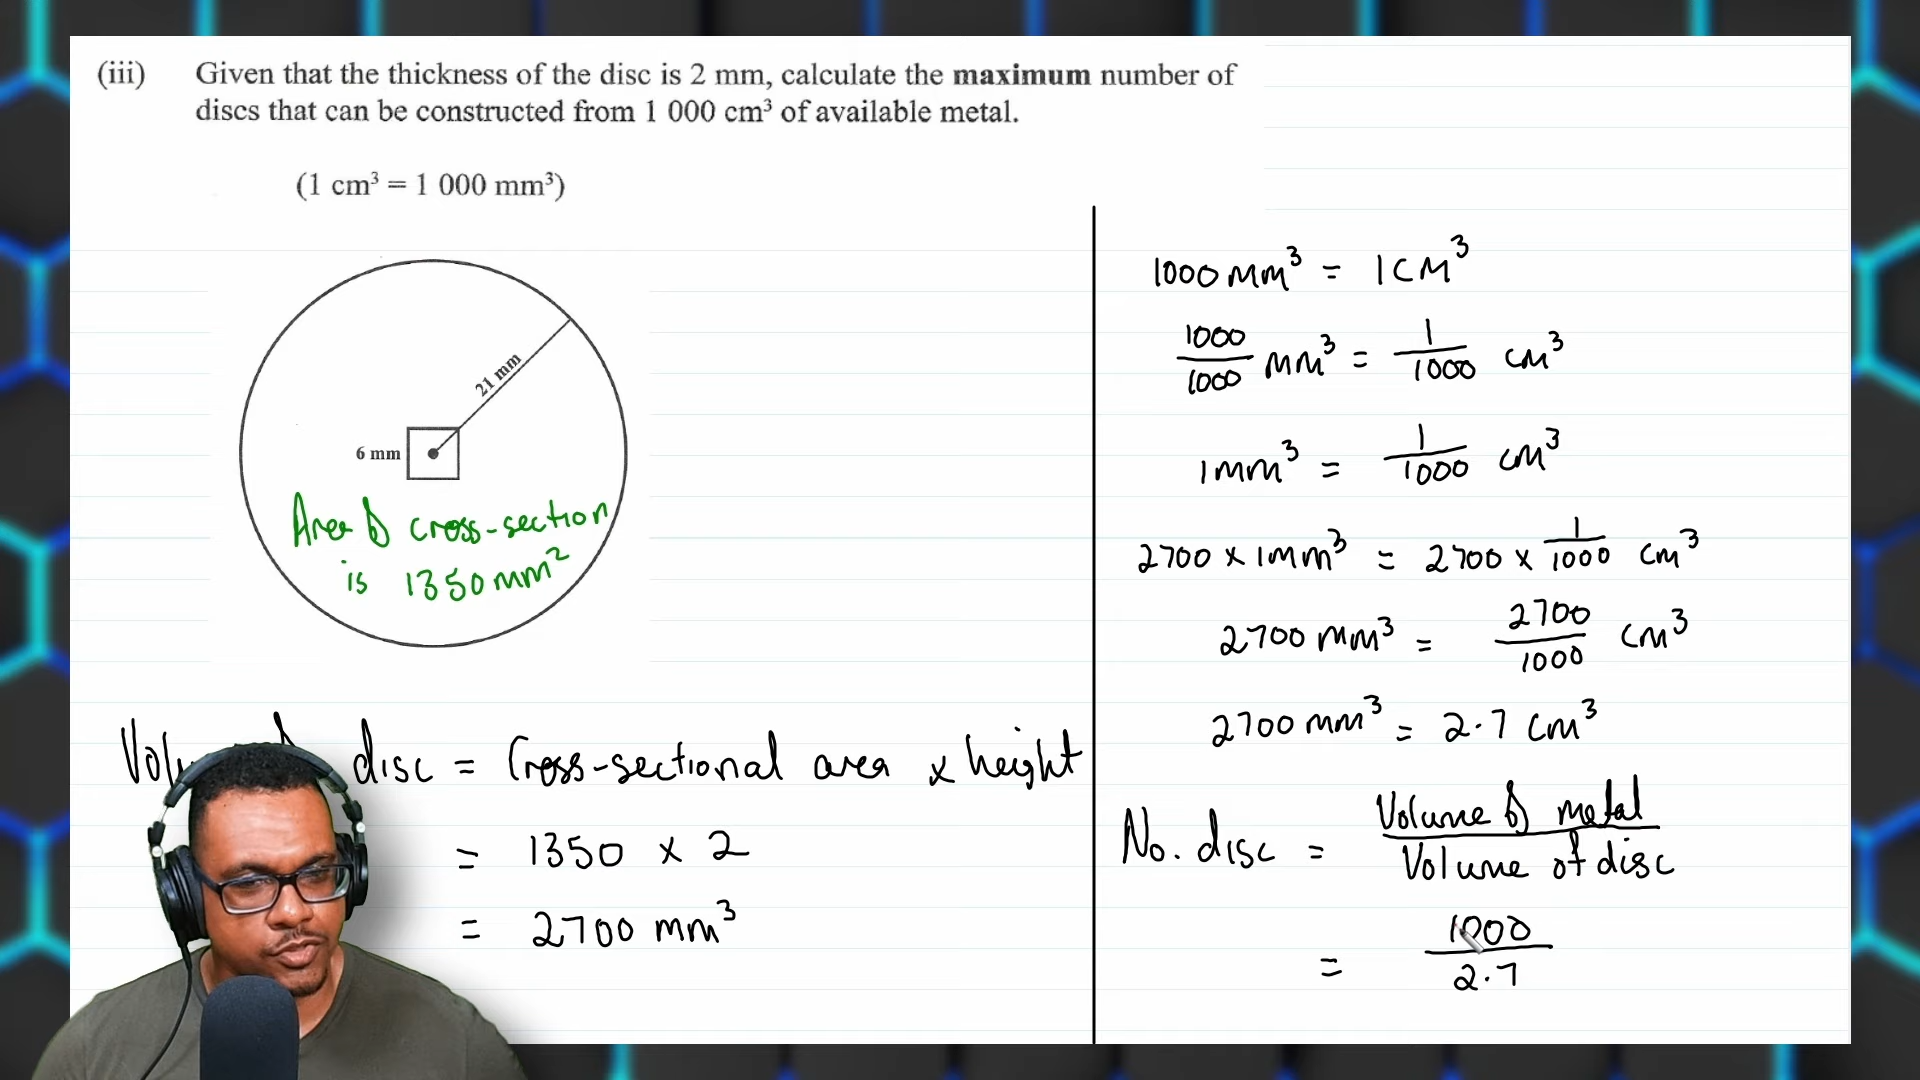 (iii) Given that the thickness of the disc is 2 mm, calculate the maximum number of
discs that can be constructed from 1 000 cm³ of available metal.
(1 cm³ = 1 000 mm³)
21 mm
6 mm
Area of cross-section
is 1350 mm²
disc = Cross-sectional area × height
= 1350 × 2
= 2700 mm³
1000 mm³ = 1 cm³
1000/1000 mm³ = 1/1000 cm³
1 mm³ = 1/1000 cm³
2700 × 1 mm³ = 2700 × 1/1000 cm³
2700 mm³ = 2700/1000 cm³
2700 mm³ = 2.7 cm³
No. disc = Volume of metal / Volume of disc
= 1000/2.7